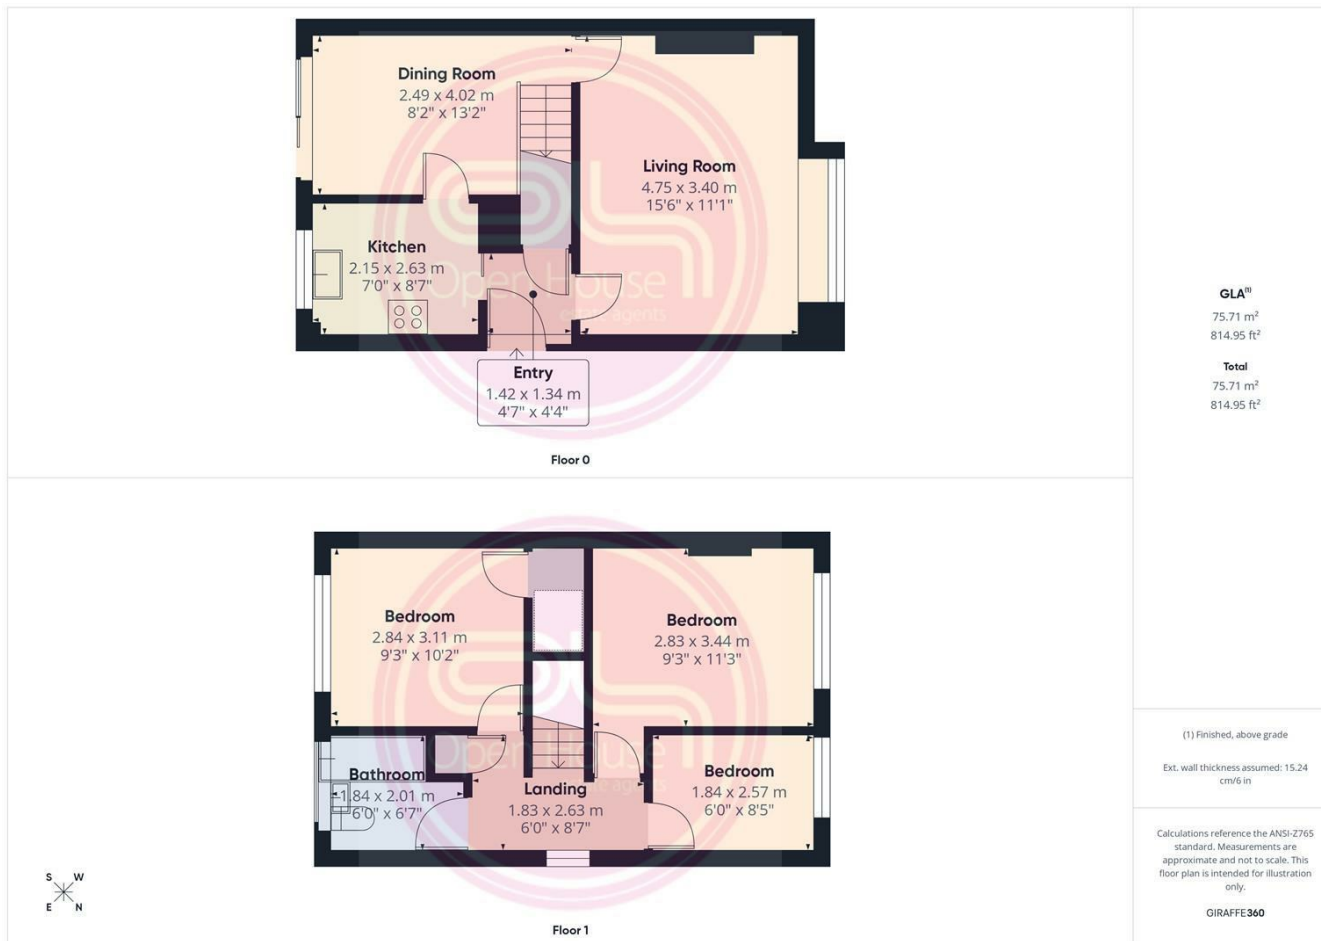 Dining Room
2.49 x 4.02 m
8'2" x 13'2"
Living Room
4.75 x 3.40 m
15'6" x 11'1"
Kitchen
2.15 x 2.63 m
7'0" x 8'7"
Open House
estate agents
Entry
1.42 x 1.34 m
4'7" x 4'4"
Floor 0
GLA(1)
75.71 m²
814.95 ft²
Total
75.71 m²
814.95 ft²
Bedroom
2.84 x 3.11 m
9'3" x 10'2"
Bedroom
2.83 x 3.44 m
9'3" x 11'3"
Open House
estate agents
Bathroom
1.84 x 2.01 m
6'0" x 6'7"
Landing
1.83 x 2.63 m
6'0" x 8'7"
Bedroom
1.84 x 2.57 m
6'0" x 8'5"
Floor 1
S W
E N
(1) Finished, above grade
Ext. wall thickness assumed: 15.24
cm/6 in
Calculations reference the ANSI-Z765
standard. Measurements are
approximate and not to scale. This
floor plan is intended for illustration
only.
GIRAFFE360